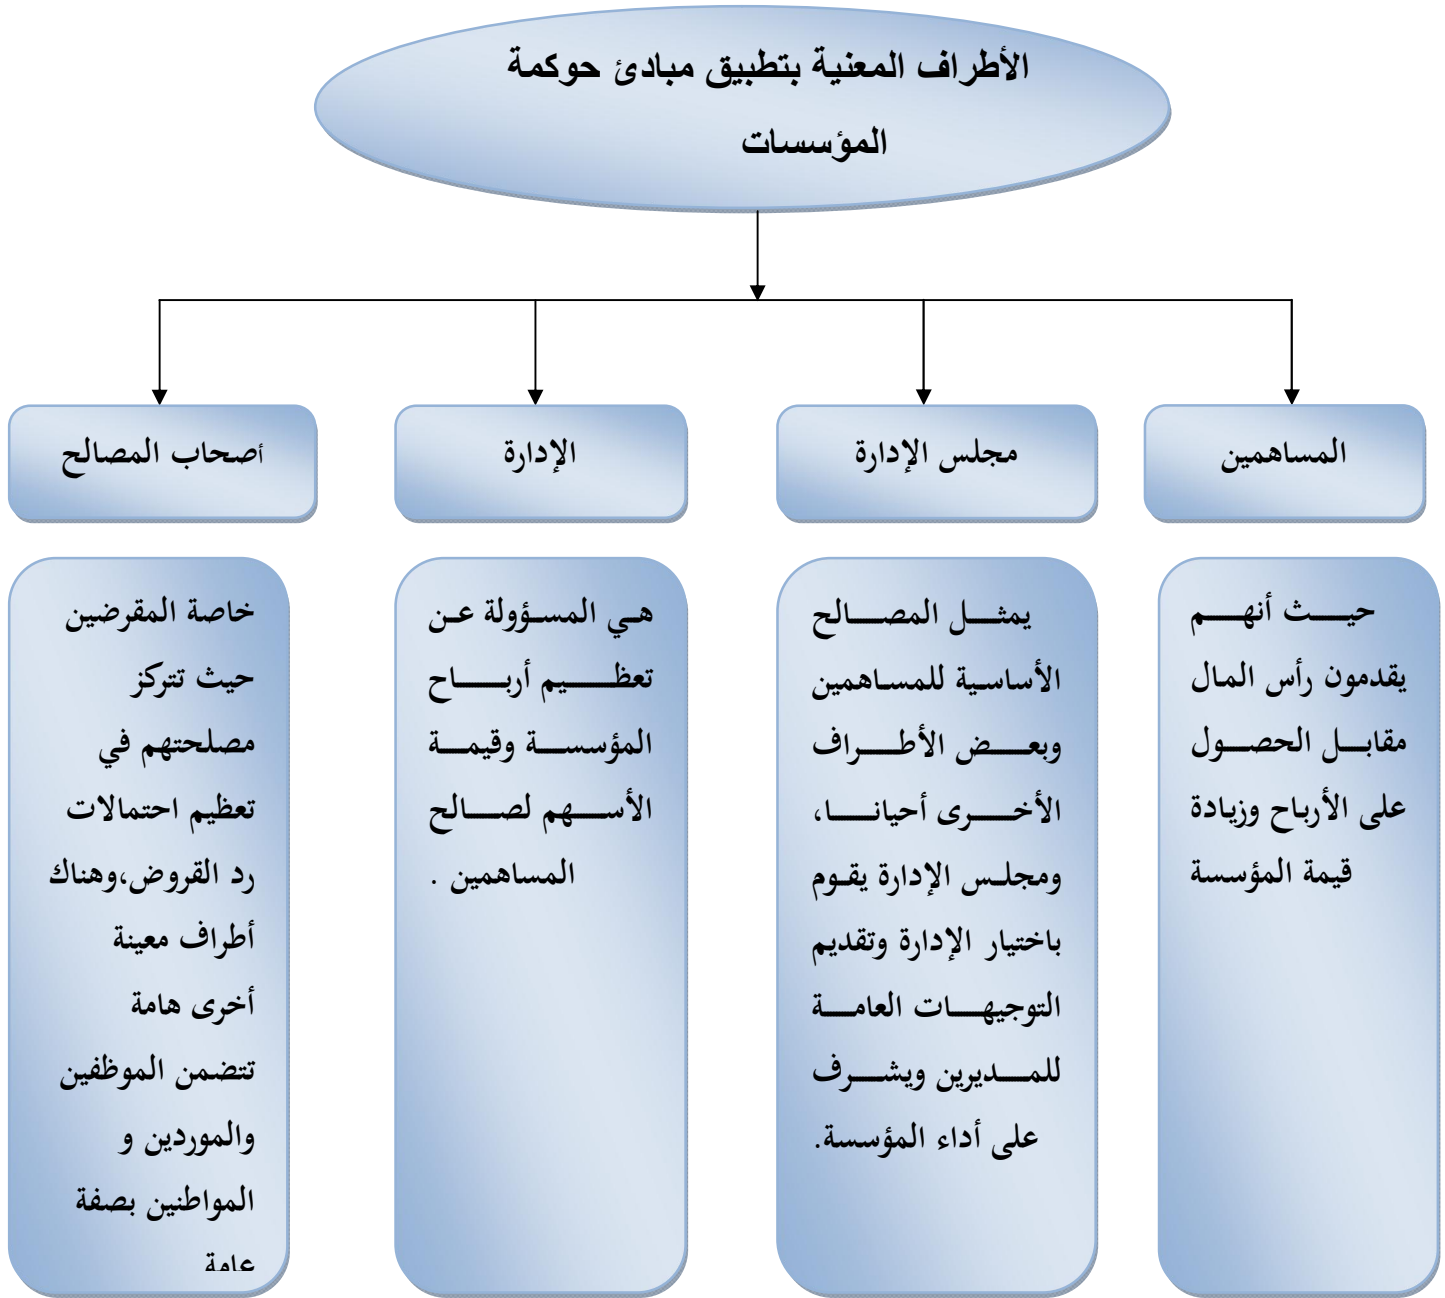 الأطراف المعنية بتطبيق مبادئ حوكمة
المؤسسات
المساهمين
مجلس الإدارة
الإدارة
أصحاب المصالح
حيث أنهم
يقدمون رأس المال
مقابل الحصول
على الأرباح وزيادة
قيمة المؤسسة
يمثل المصالح
الأساسية للمساهمين
وبعض الأطراف
الأخرى أحيانا،
ومجلس الإدارة يقوم
باختيار الإدارة وتقديم
التوجيهات العامة
للمديرين ويشرف
على أداء المؤسسة.
هي المسؤولة عن
تعظيم أرباح
المؤسسة وقيمة
الأسهم لصالح
المساهمين .
خاصة المقرضين
حيث تتركز
مصلحتهم في
تعظيم احتمالات
رد القروض،وهناك
أطراف معينة
أخرى هامة
تتضمن الموظفين
والموردين و
المواطنين بصفة
عامة